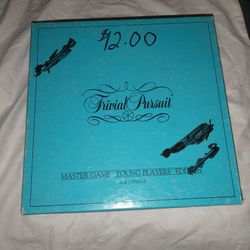 $12.00
Trivial Pursuit
MASTER GAME "YOUNG PLAYERS" EDITION